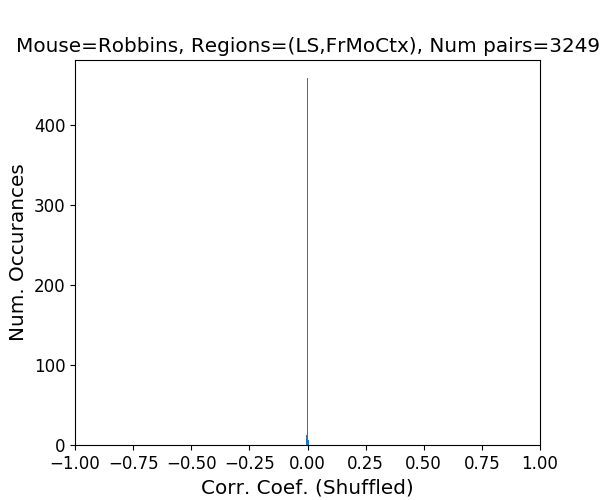 Mouse=Robbins, Regions=(LS,FrMoCtx), Num pairs=3249
400
300
200
100
0
Num. Occurances
−1.00 −0.75 −0.50 −0.25 0.00 0.25 0.50 0.75 1.00
Corr. Coef. (Shuffled)